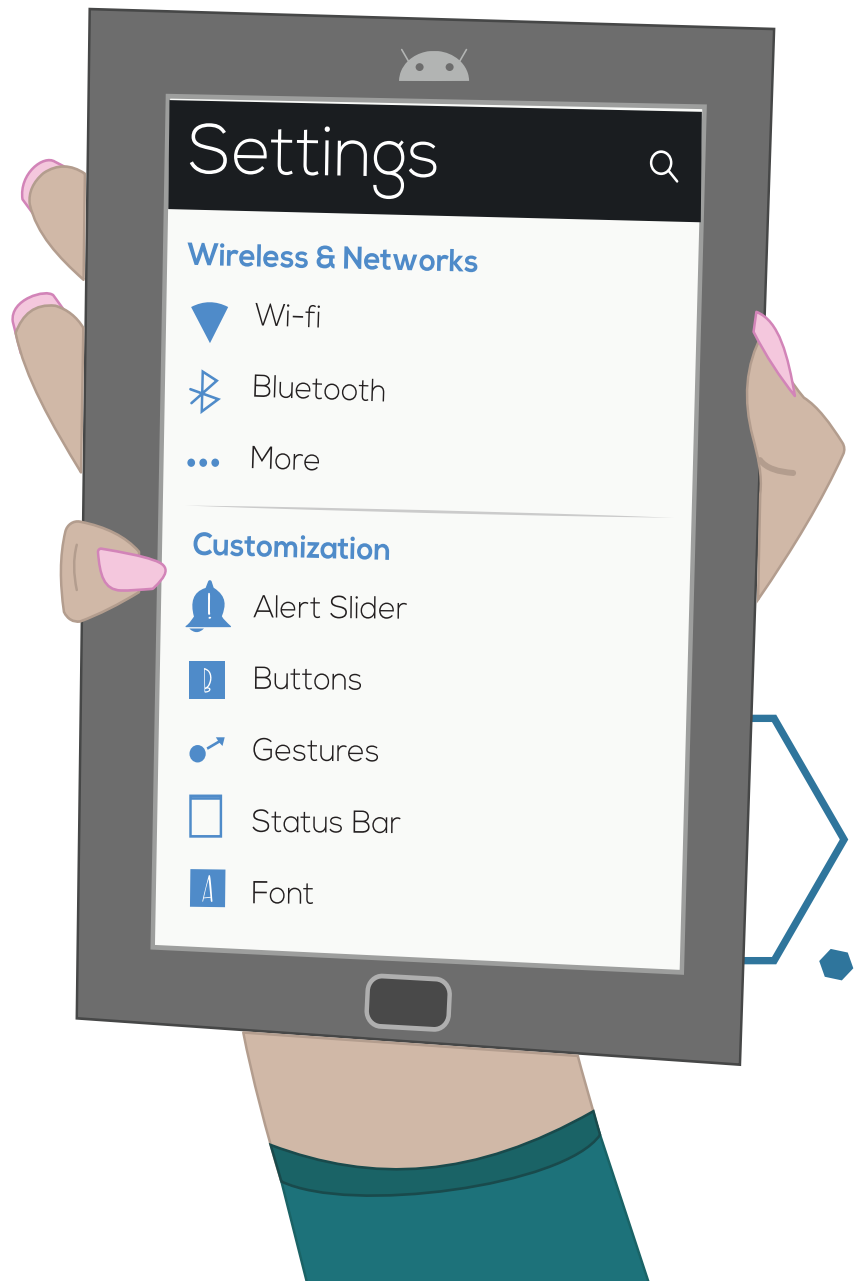 Settings
Wireless & Networks
Wi-fi
Bluetooth
More
Customization
! Alert Slider
B Buttons
Gestures
Status Bar
A Font